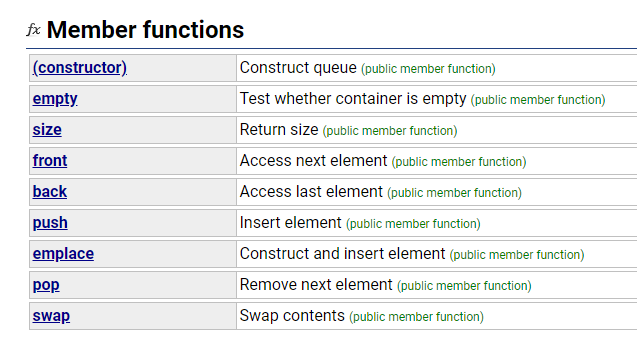 fx Member functions
(constructor) Construct queue (public member function)
empty Test whether container is empty (public member function)
size Return size (public member function)
front Access next element (public member function)
back Access last element (public member function)
push Insert element (public member function)
emplace Construct and insert element (public member function)
pop Remove next element (public member function)
swap Swap contents (public member function)